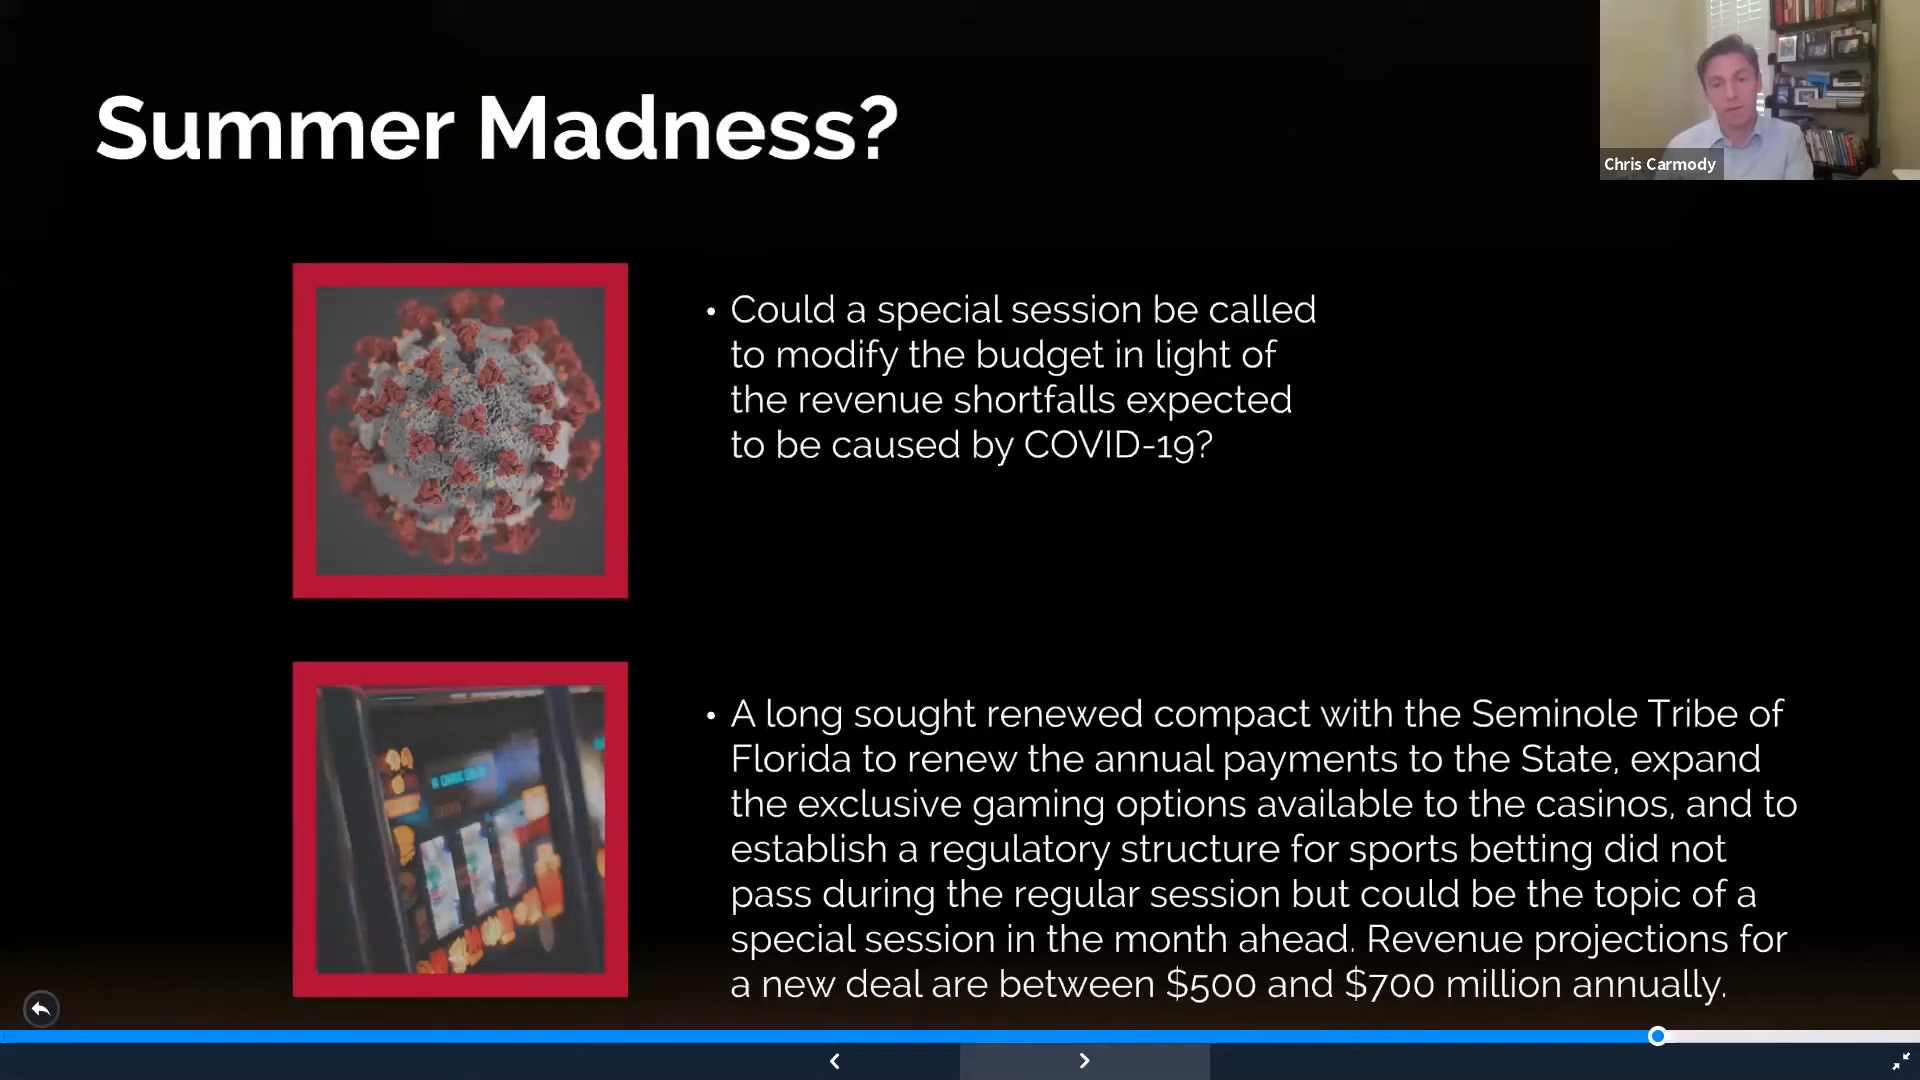 Summer Madness?
Chris Carmody
• Could a special session be called
to modify the budget in light of
the revenue shortfalls expected
to be caused by COVID-19?
• A long sought renewed compact with the Seminole Tribe of
Florida to renew the annual payments to the State, expand
the exclusive gaming options available to the casinos, and to
establish a regulatory structure for sports betting did not
pass during the regular session but could be the topic of a
special session in the month ahead. Revenue projections for
a new deal are between $500 and $700 million annually.